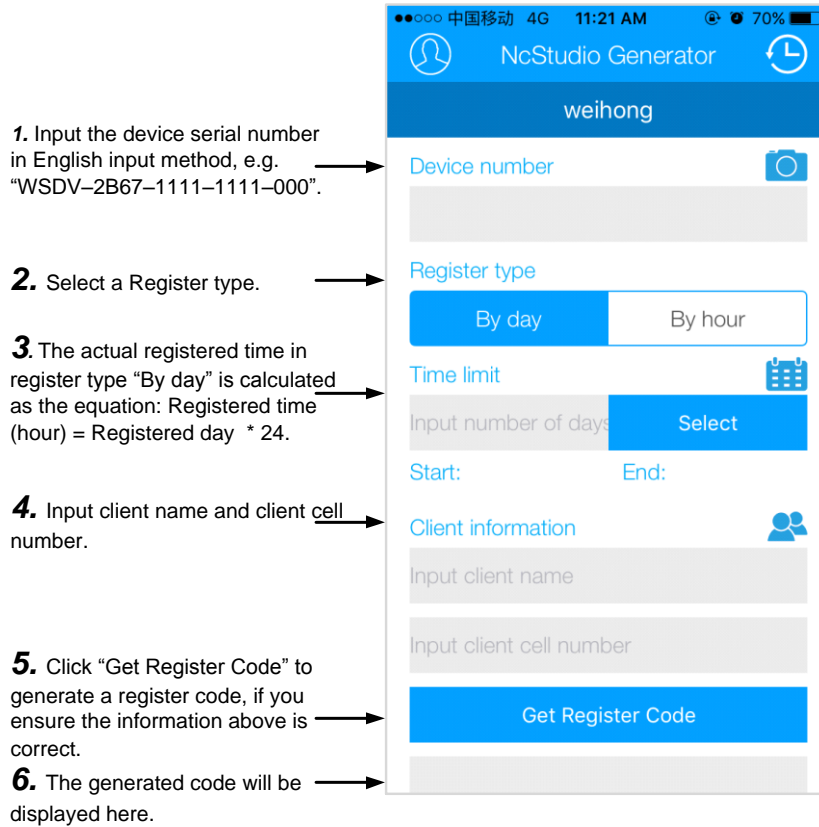 ●●○○○ 中国移动 4G 11:21 AM 70%
NcStudio Generator
weihong
1. Input the device serial number
in English input method, e.g.
“WSDV–2B67–1111–1111–000”.
Device number
2. Select a Register type.
Register type
By day By hour
3. The actual registered time in
register type “By day” is calculated
as the equation: Registered time
(hour) = Registered day * 24.
Time limit
Input number of days Select
Start: End:
4. Input client name and client cell
number.
Client information
Input client name
Input client cell number
5. Click “Get Register Code” to
generate a register code, if you
ensure the information above is
correct.
Get Register Code
6. The generated code will be
displayed here.